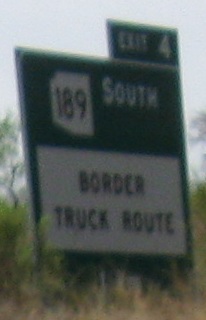 EXIT 4
189 SOUTH
BORDER
TRUCK ROUTE